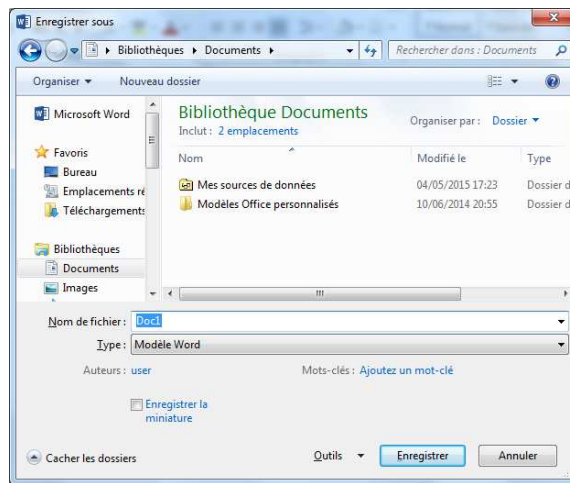 Enregistrer sous
Bibliothèques ▸ Documents ▸
Rechercher dans : Documents
Organiser ▾ Nouveau dossier
Microsoft Word
Favoris
Bureau
Emplacements ré
Téléchargements
Bibliothèques
Documents
Images
Bibliothèque Documents
Inclut : 2 emplacements
Organiser par : Dossier ▾
Nom Modifié le Type
Mes sources de données 04/05/2015 17:23 Dossier d
Modèles Office personnalisés 10/06/2014 20:55 Dossier d
Nom de fichier : Doc1
Type : Modèle Word
Auteurs : user Mots-clés : Ajoutez un mot-clé
Enregistrer la
miniature
Cacher les dossiers Outils ▾ Enregistrer Annuler